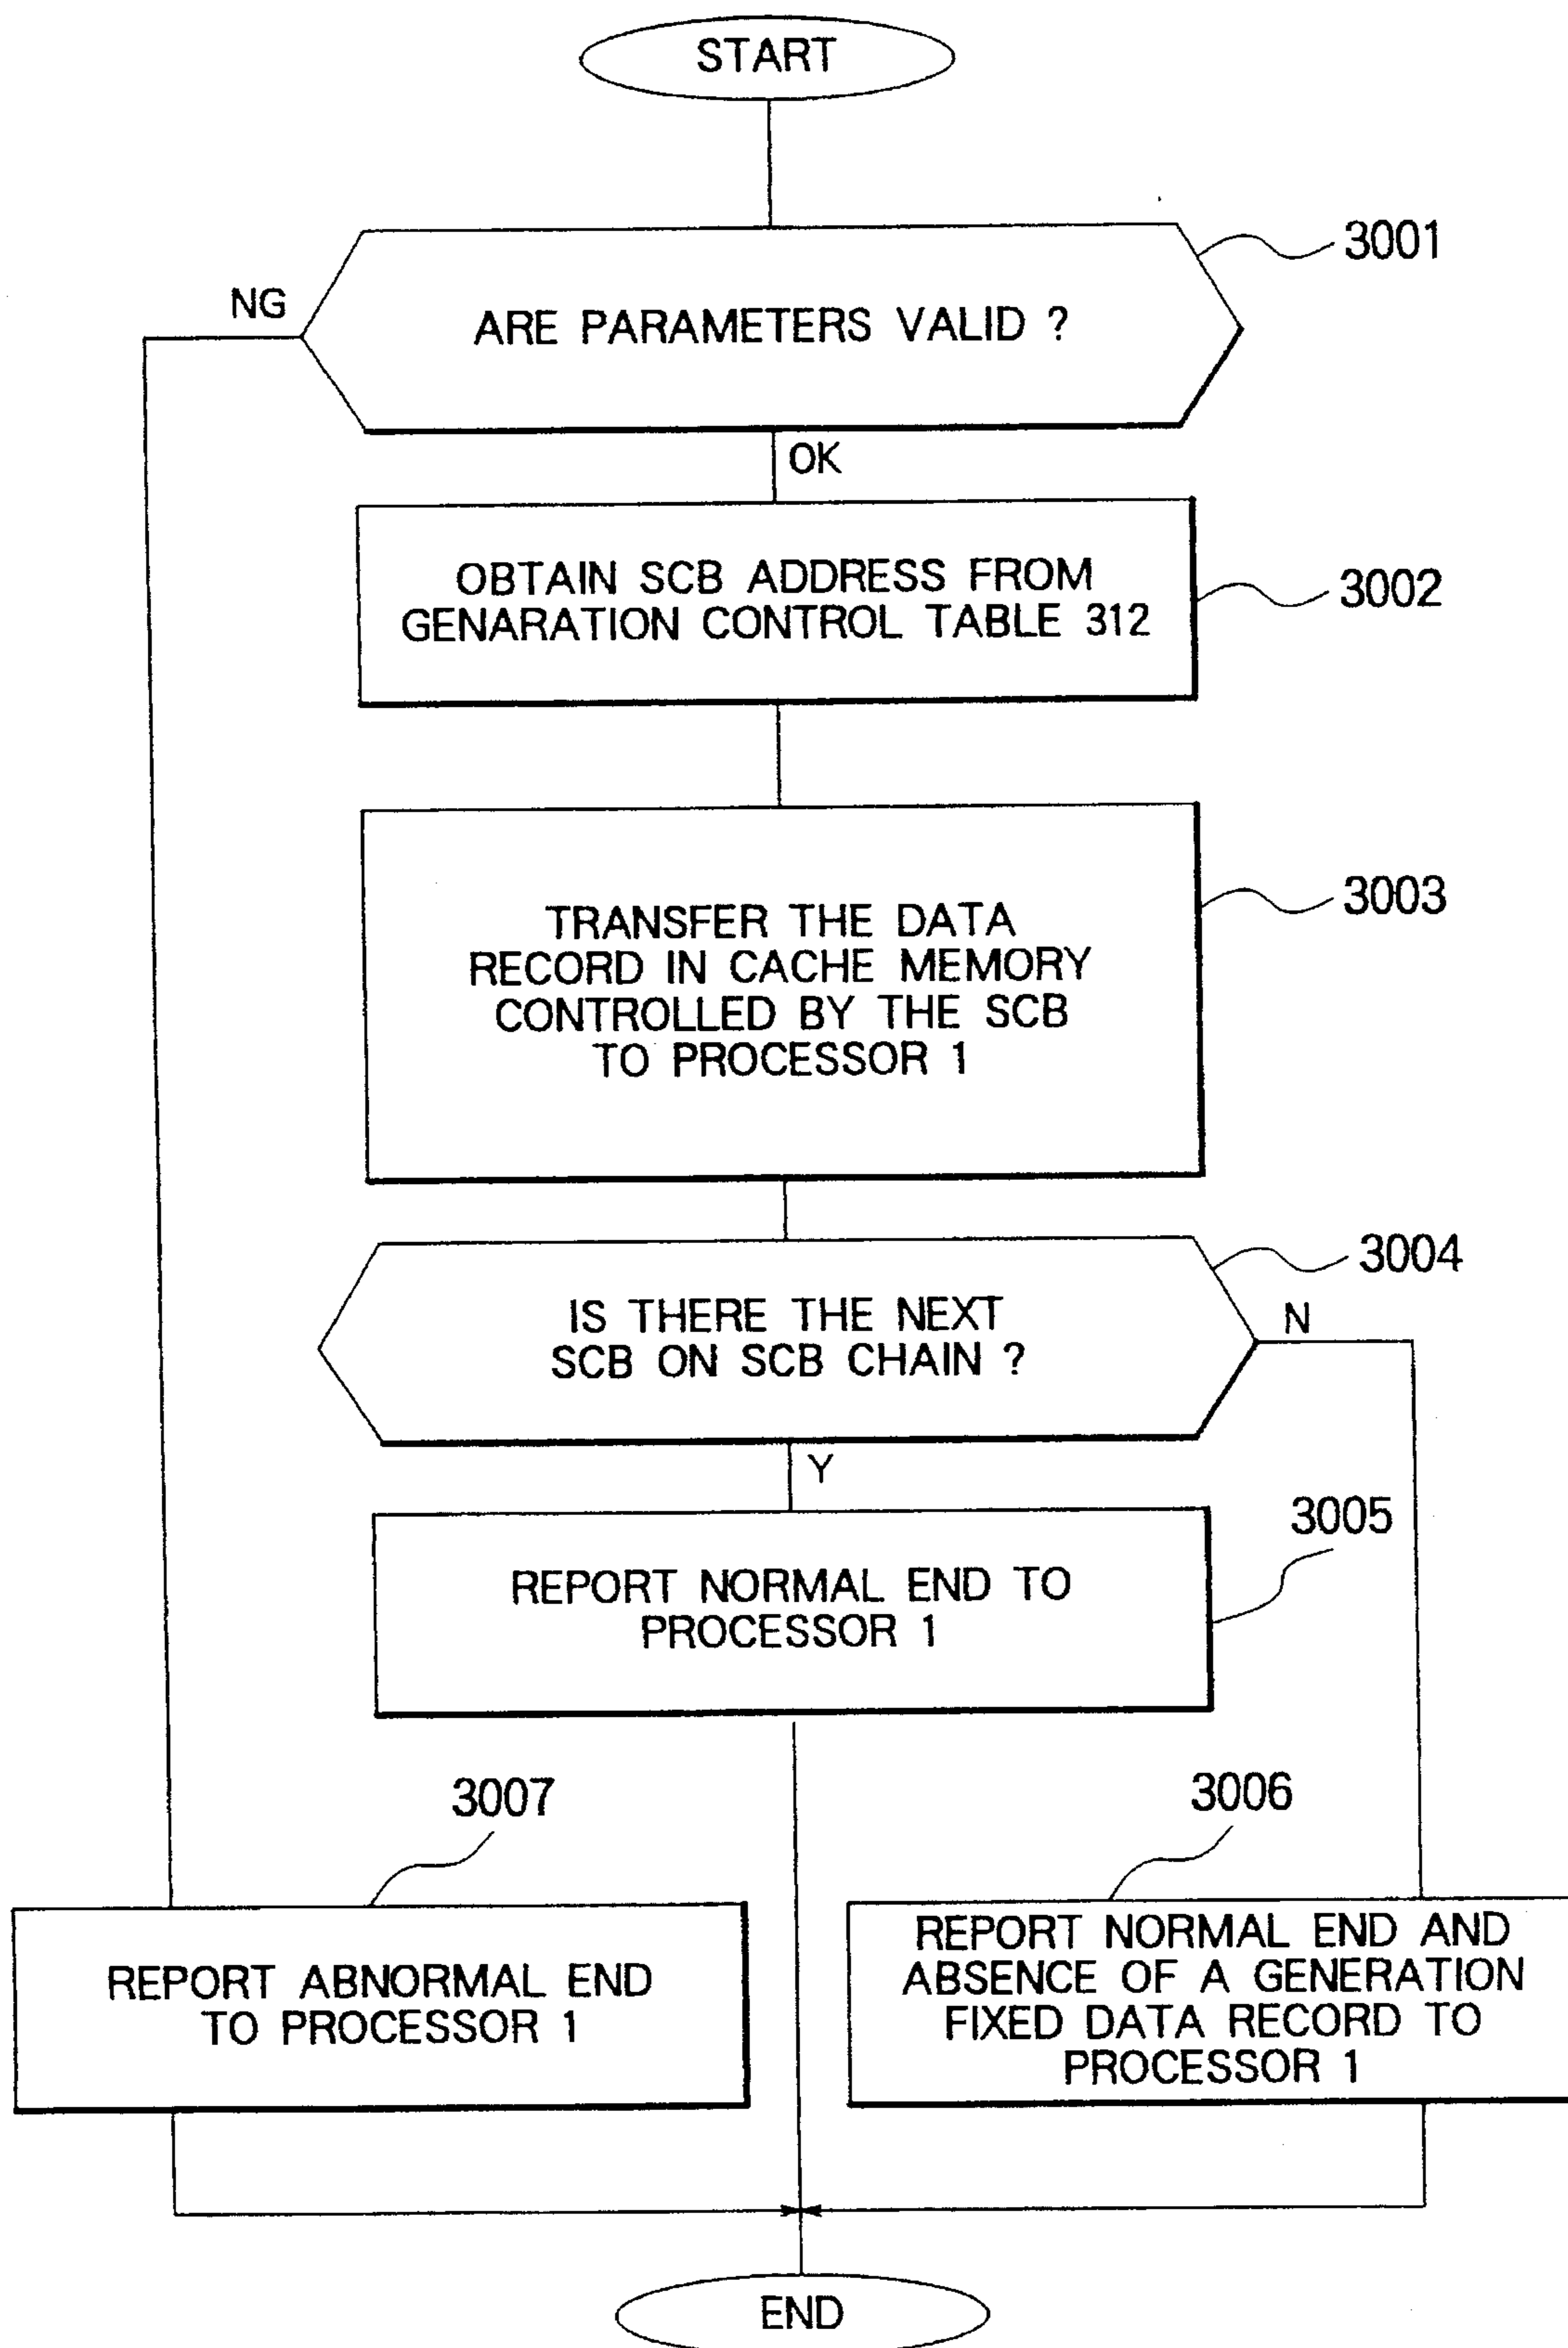 START
3001
NG
ARE PARAMETERS VALID ?
OK
OBTAIN SCB ADDRESS FROM
GENARATION CONTROL TABLE 312
3002
TRANSFER THE DATA
RECORD IN CACHE MEMORY
CONTROLLED BY THE SCB
TO PROCESSOR 1
3003
3004
IS THERE THE NEXT
SCB ON SCB CHAIN ?
N
Y
3005
REPORT NORMAL END TO
PROCESSOR 1
3007
3006
REPORT ABNORMAL END
TO PROCESSOR 1
REPORT NORMAL END AND
ABSENCE OF A GENERATION
FIXED DATA RECORD TO
PROCESSOR 1
END